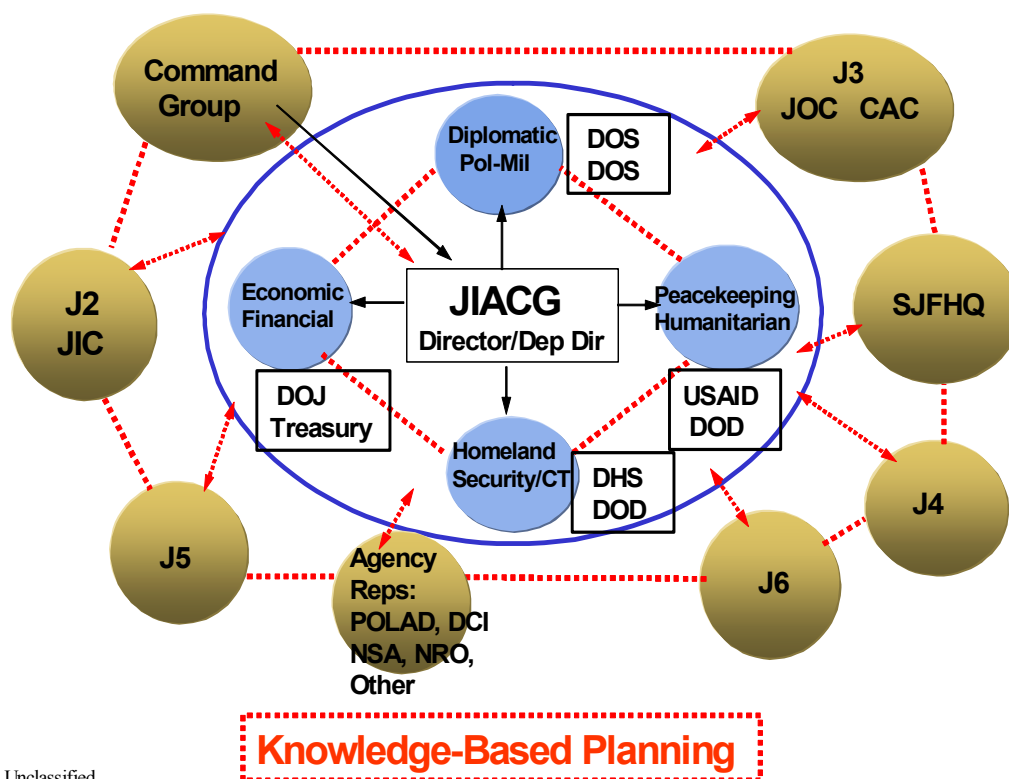 Command
Group
J3
JOC CAC
Diplomatic
Pol-Mil
DOS
DOS
J2
JIC
Economic
Financial
JIACG
Director/Dep Dir
Peacekeeping
Humanitarian
SJFHQ
DOJ
Treasury
USAID
DOD
Homeland
Security/CT
DHS
DOD
J4
J5
Agency
Reps:
POLAD, DCI
NSA, NRO,
Other
J6
Knowledge-Based Planning
Unclassified